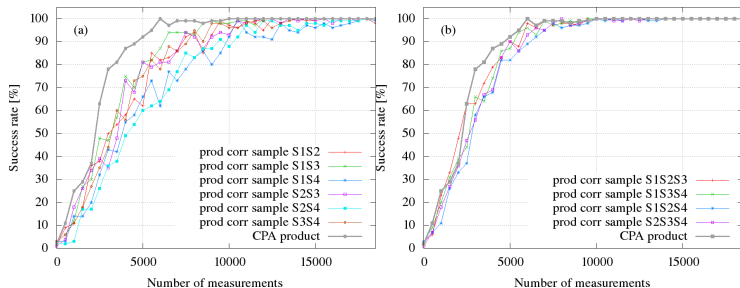 (a)
Success rate [%]
100
90
80
70
60
50
40
30
20
10
0
prod corr sample S1S2
prod corr sample S1S3
prod corr sample S1S4
prod corr sample S2S3
prod corr sample S2S4
prod corr sample S3S4
CPA product
0 5000 10000 15000
Number of measurements
(b)
Success rate [%]
100
90
80
70
60
50
40
30
20
10
0
prod corr sample S1S2S3
prod corr sample S1S3S4
prod corr sample S1S2S4
prod corr sample S2S3S4
CPA product
0 5000 10000 15000
Number of measurements